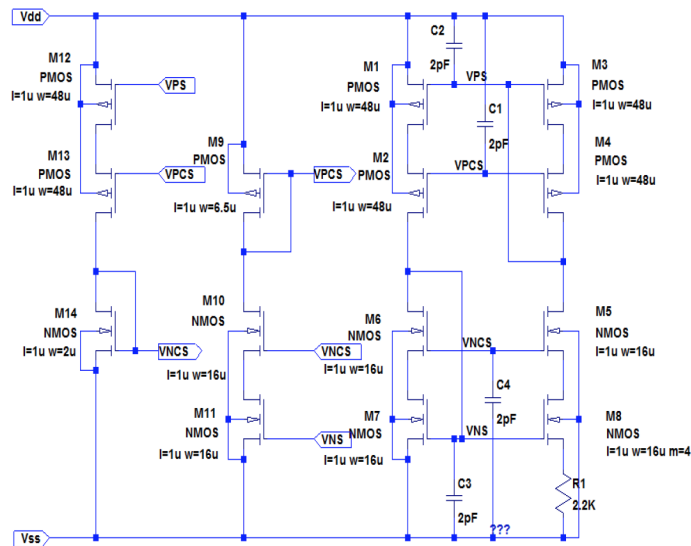 Vdd
M12
PMOS
l=1u w=48u
VPS
M13
PMOS
l=1u w=48u
VPCS
M14
NMOS
l=1u w=2u
VNCS
Vss
M9
PMOS
l=1u w=6.5u
VPCS
M10
NMOS
l=1u w=16u
VNCS
M11
NMOS
l=1u w=16u
VNS
C2
2pF
M1
PMOS
l=1u w=48u
VPS
C1
2pF
M2
PMOS
l=1u w=48u
VPCS
M3
PMOS
l=1u w=48u
M4
PMOS
l=1u w=48u
M6
NMOS
l=1u w=16u
VNCS
M5
NMOS
l=1u w=16u
C4
2pF
M7
NMOS
l=1u w=16u
VNS
M8
NMOS
l=1u w=16u m=4
C3
2pF
R1
2.2K
???